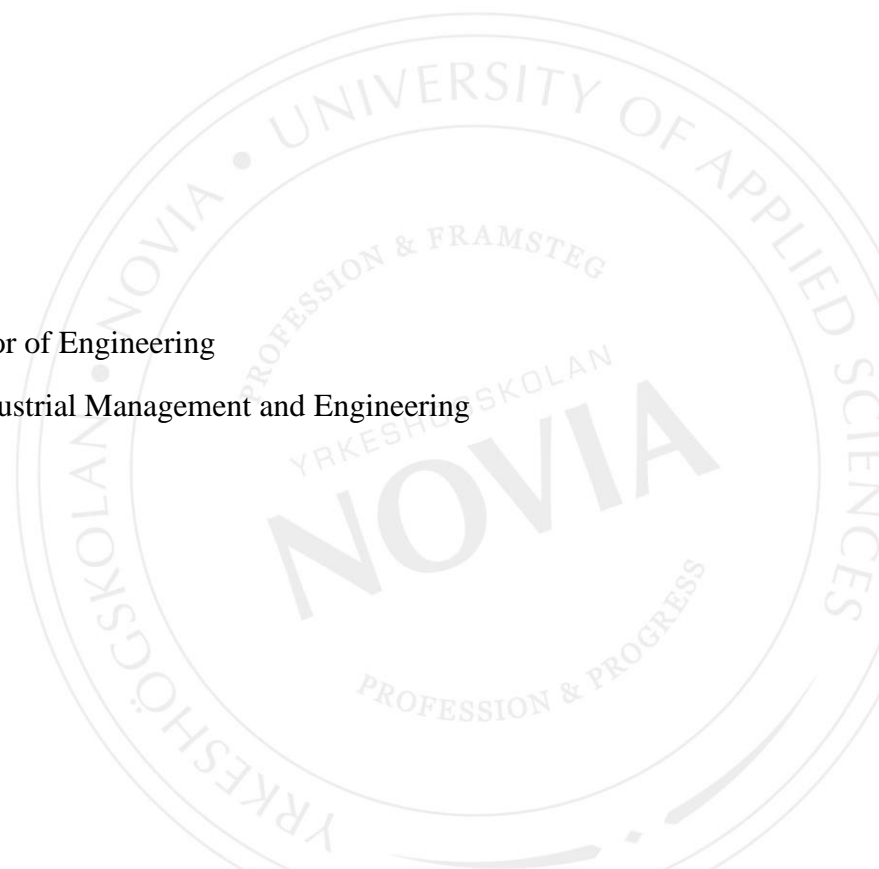 YRKESHÖGSKOLAN • NOVIA • UNIVERSITY OF APPLIED SCIENCES
PROFESSION & FRAMSTEG
or of Engineering
ustrial Management and Engineering
YRKESHÖGSKOLAN
NOVIA
PROFESSION & PROGRESS